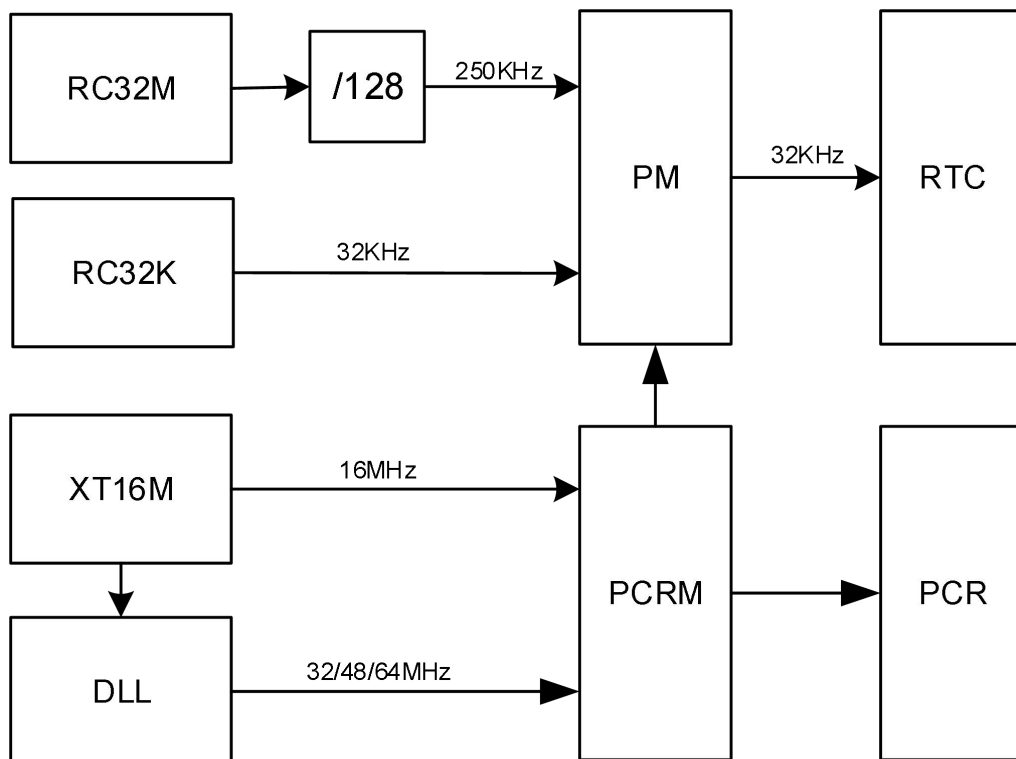 RC32M
/128
250KHz
PM
32KHz
RTC
RC32K
32KHz
XT16M
16MHz
PCRM
PCR
DLL
32/48/64MHz